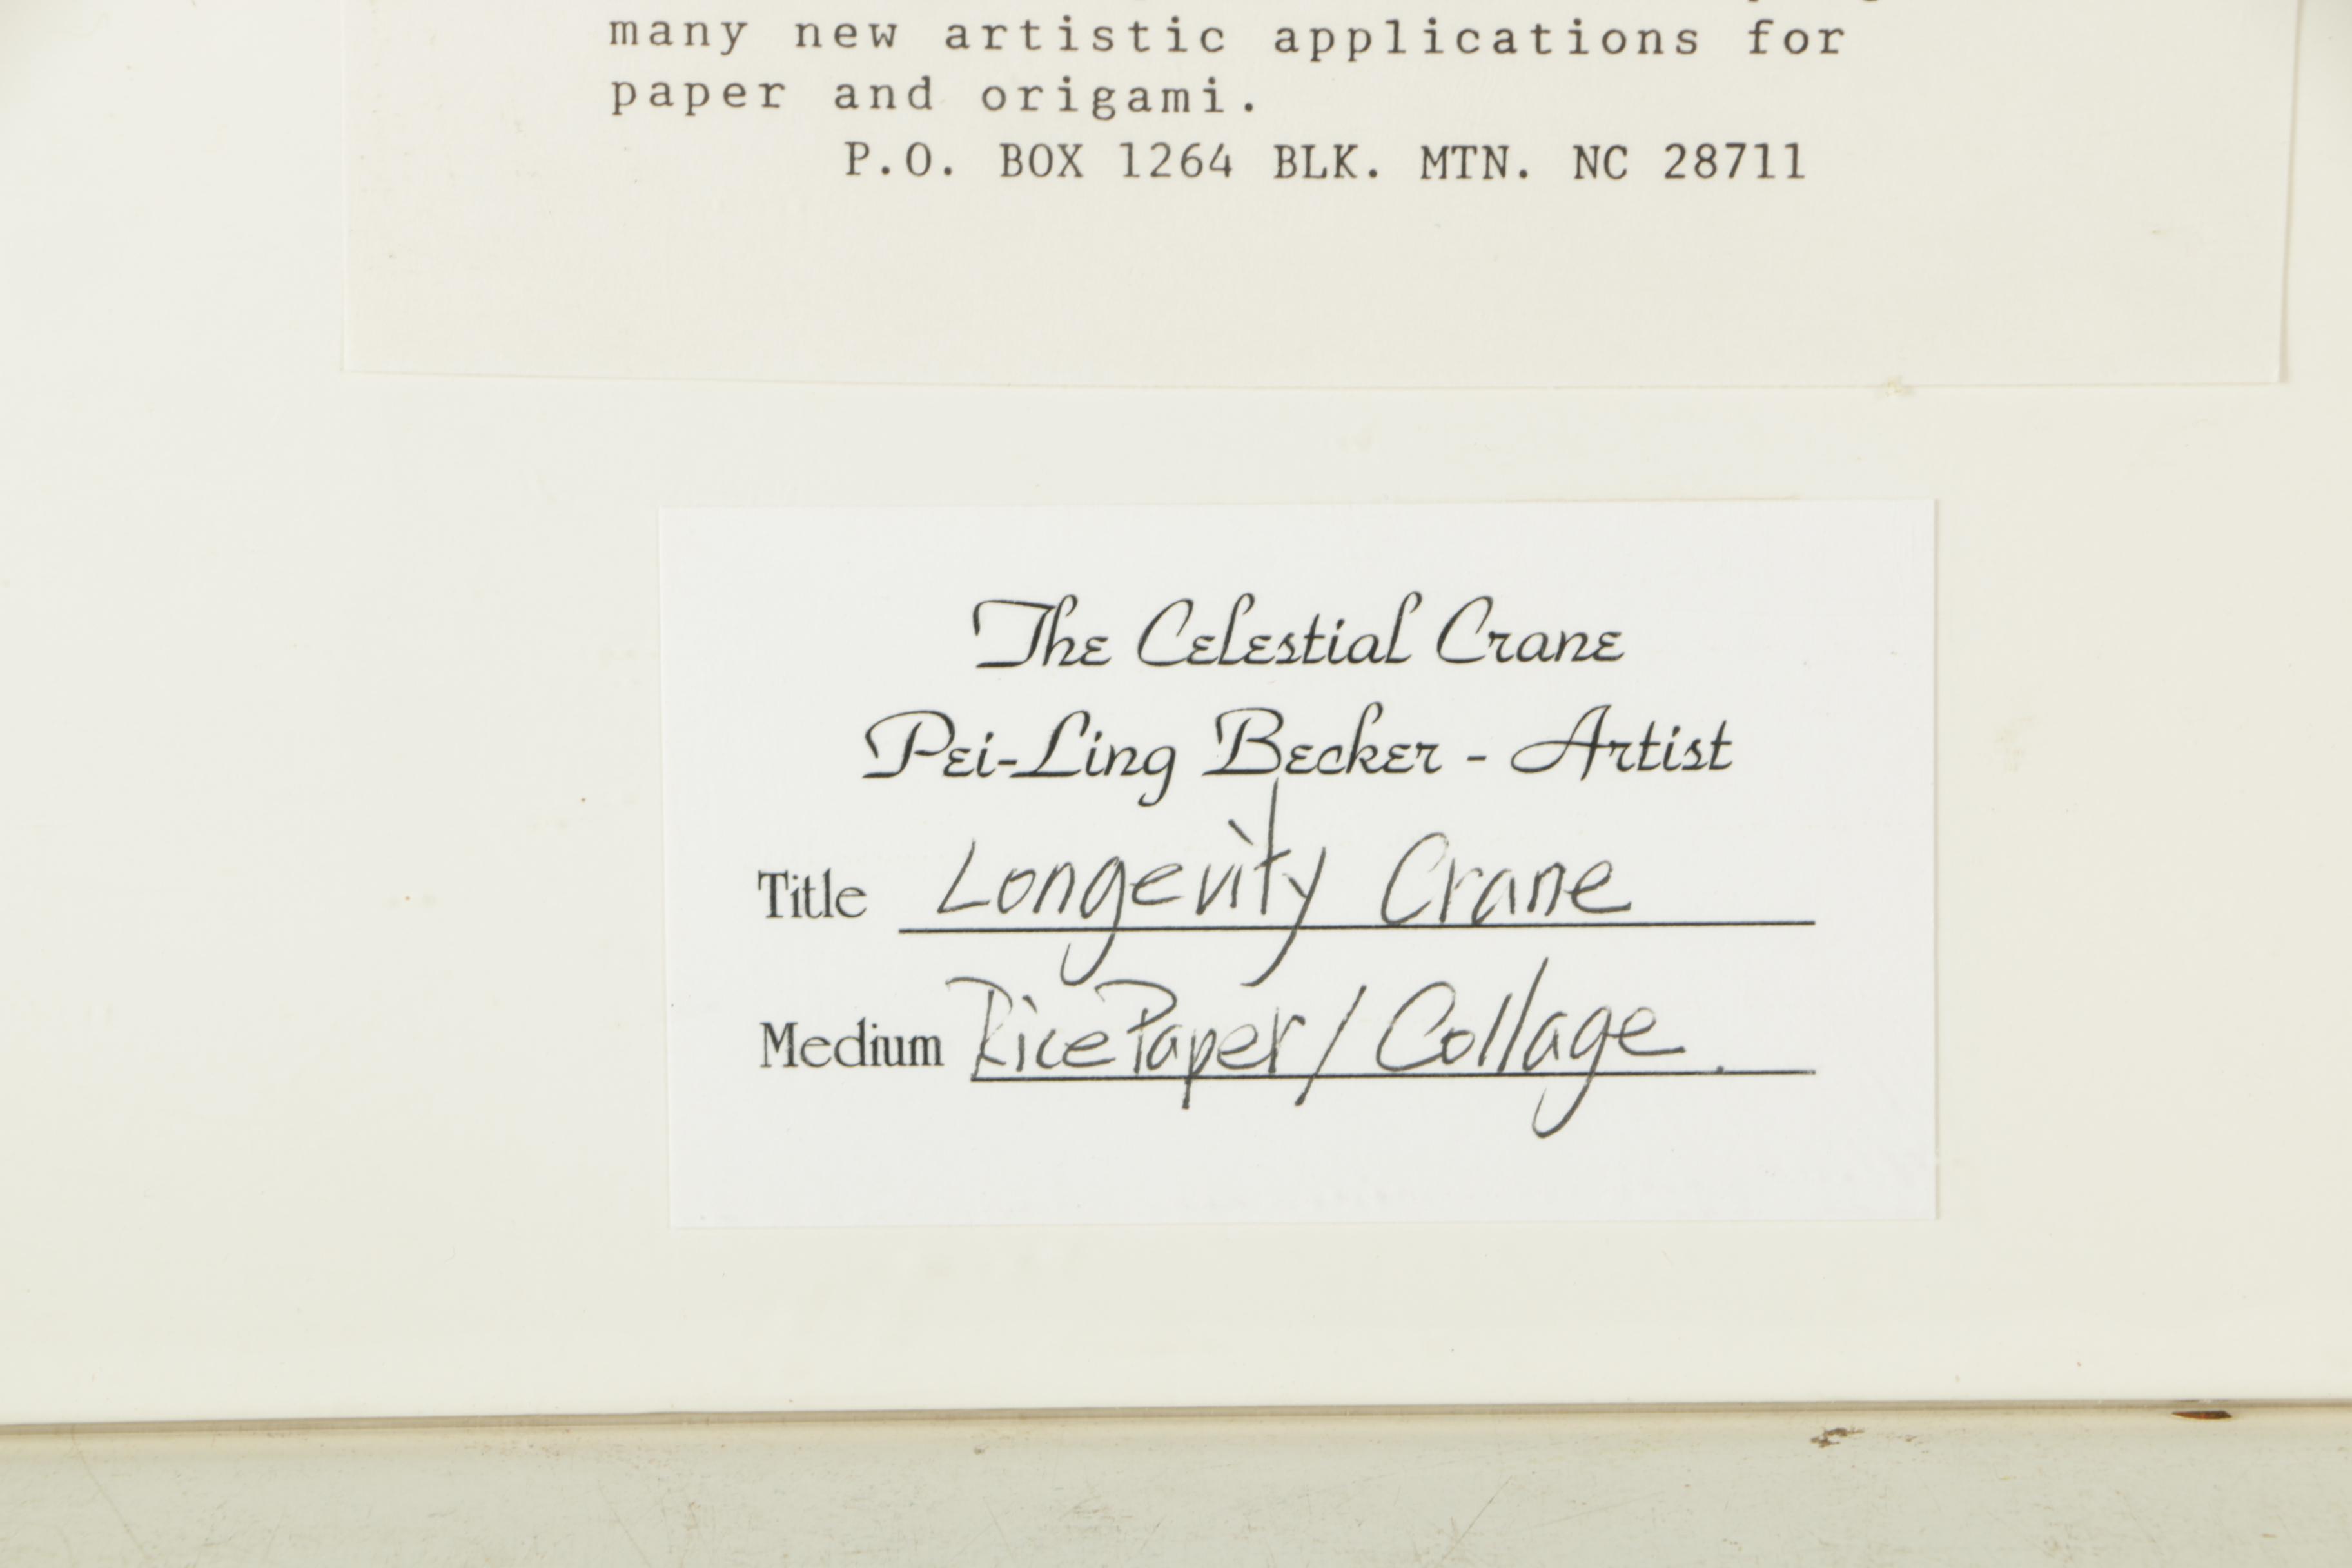 many new artistic applications for
paper and origami.
P.O. BOX 1264 BLK. MTN. NC 28711
The Celestial Crane
Pei-Ling Becker - Artist
Title Longevity Crane
Medium Rice Paper / Collage.